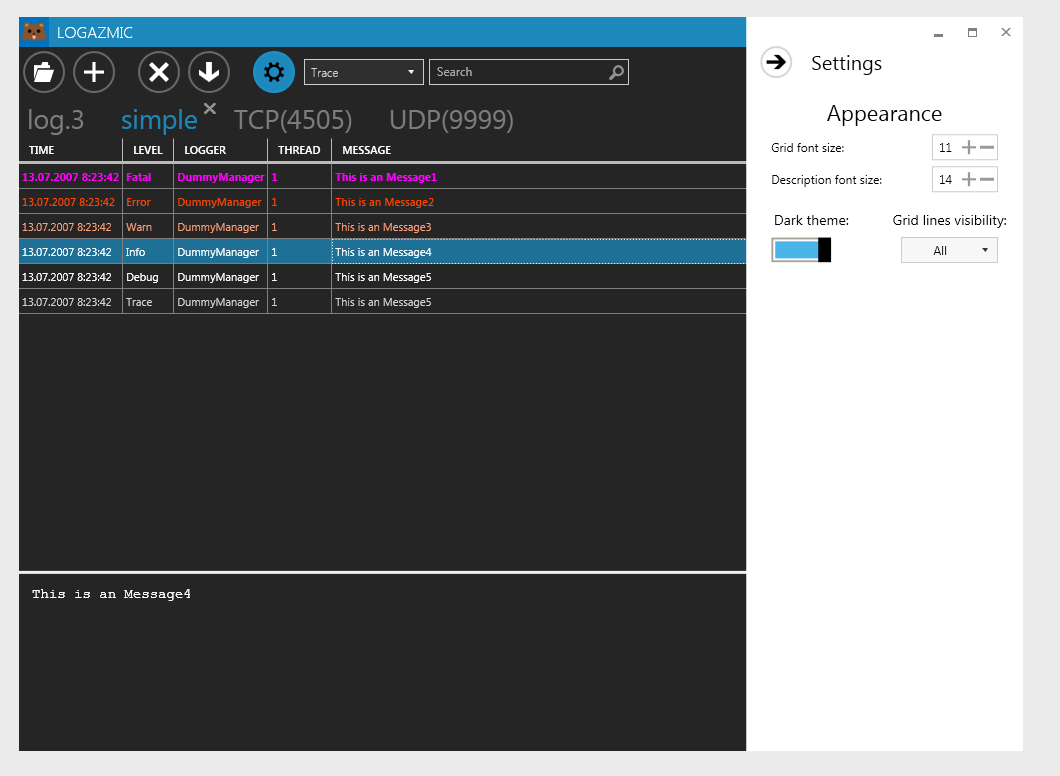 LOGAZMIC
Trace
Search
log.3 simple TCP(4505) UDP(9999)
TIME LEVEL LOGGER THREAD MESSAGE
13.07.2007 8:23:42 Fatal DummyManager 1 This is an Message1
13.07.2007 8:23:42 Error DummyManager 1 This is an Message2
13.07.2007 8:23:42 Warn DummyManager 1 This is an Message3
13.07.2007 8:23:42 Info DummyManager 1 This is an Message4
13.07.2007 8:23:42 Debug DummyManager 1 This is an Message5
13.07.2007 8:23:42 Trace DummyManager 1 This is an Message5
This is an Message4
Settings
Appearance
Grid font size: 11
Description font size: 14
Dark theme: Grid lines visibility:
All